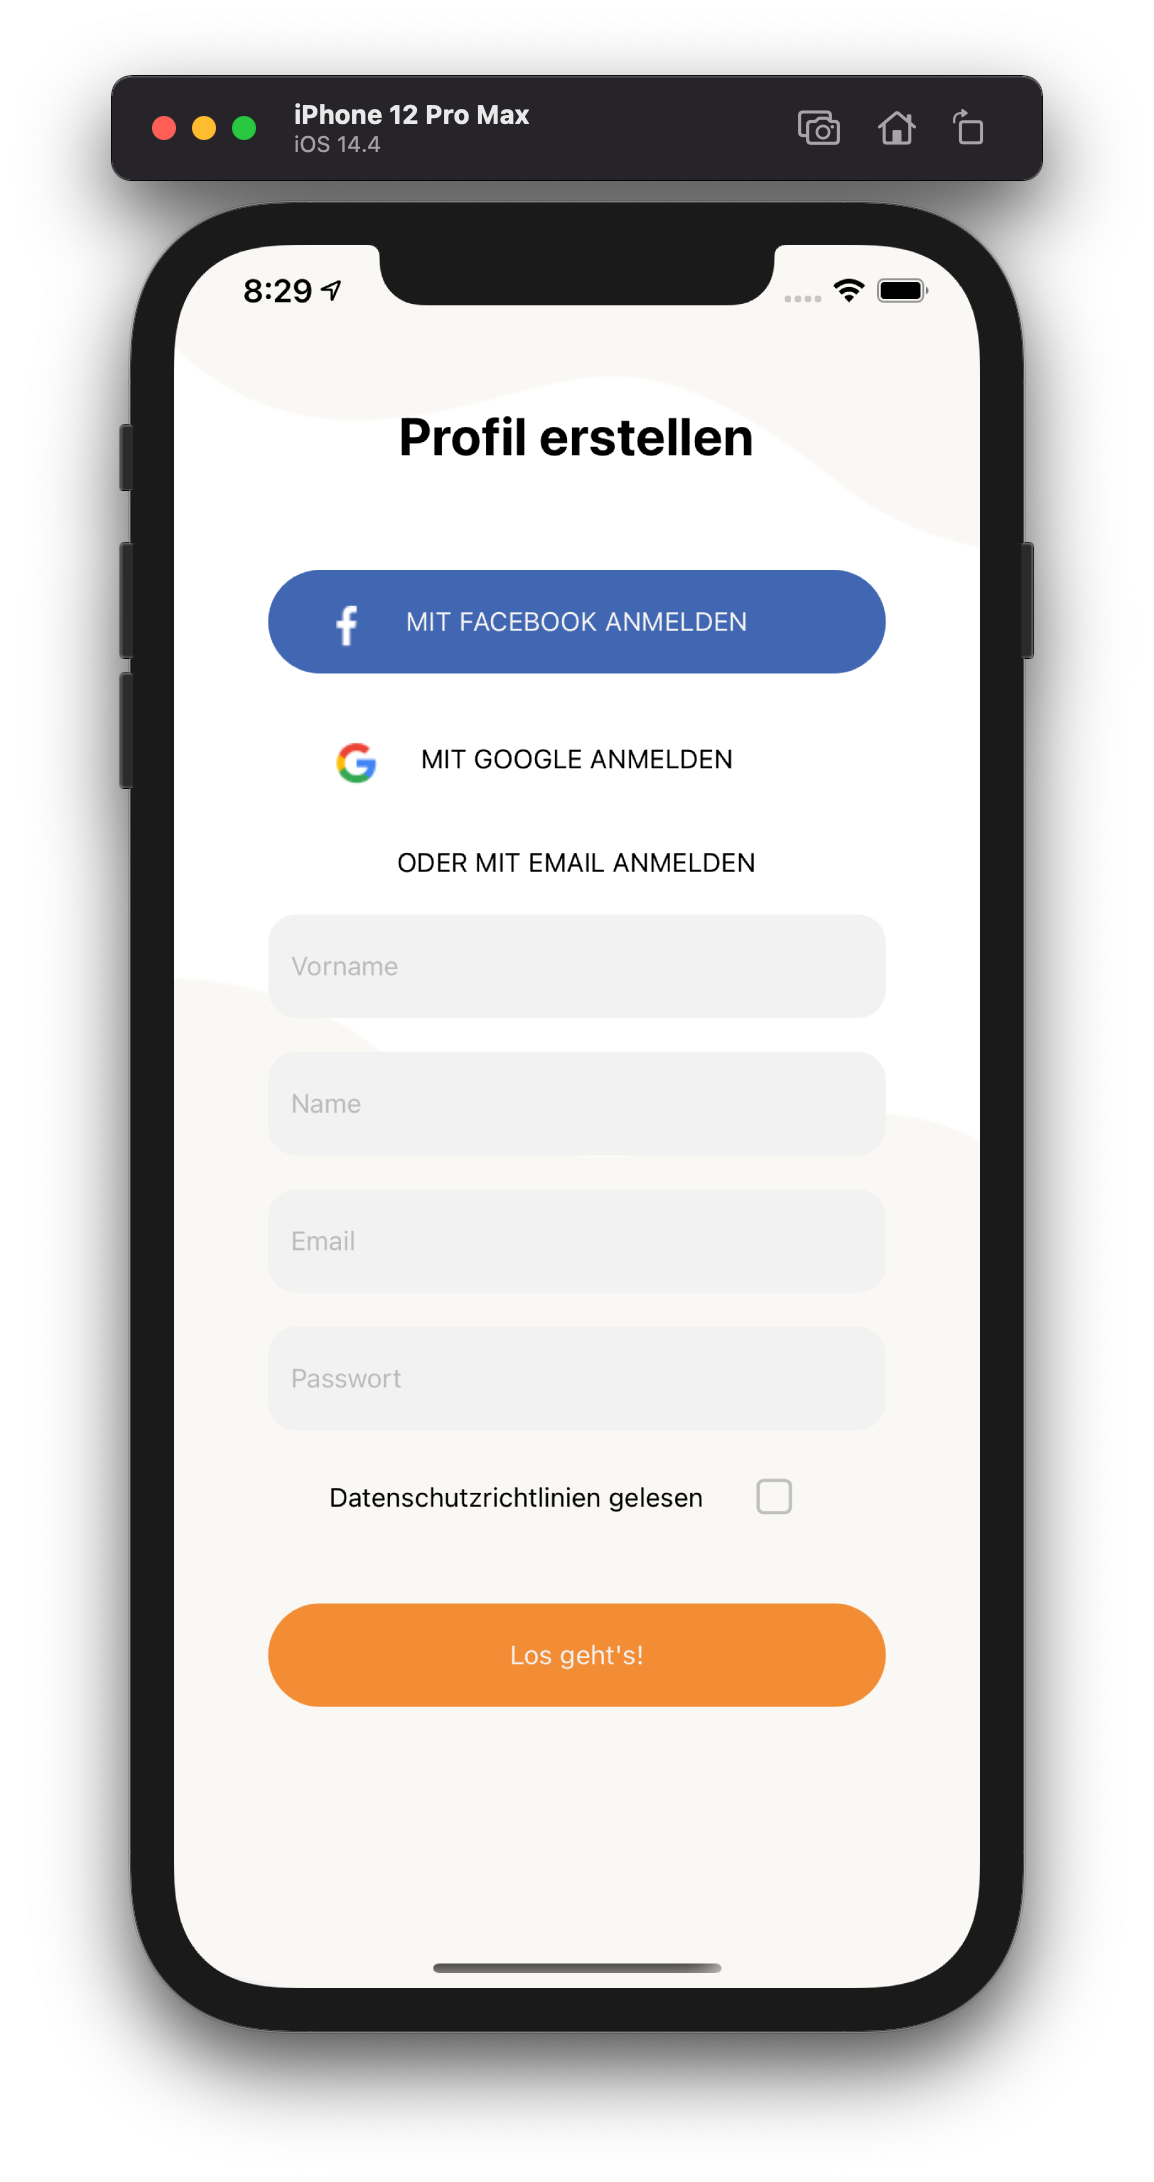 iPhone 12 Pro Max
iOS 14.4
8:29
Profil erstellen
MIT FACEBOOK ANMELDEN
MIT GOOGLE ANMELDEN
ODER MIT EMAIL ANMELDEN
Vorname
Name
Email
Passwort
Datenschutzrichtlinien gelesen
Los geht's!